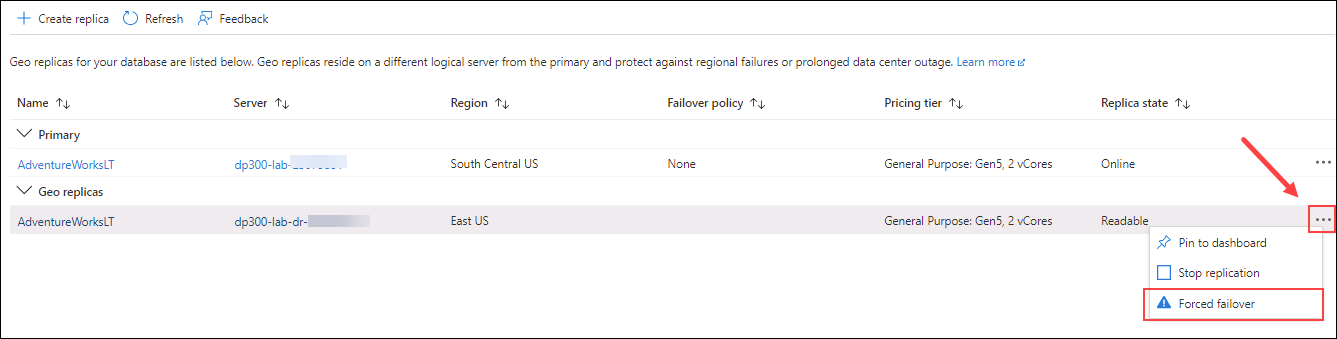 Create replica Refresh Feedback
Geo replicas for your database are listed below. Geo replicas reside on a different logical server from the primary and protect against regional failures or prolonged data center outage. Learn more
Name Server Region Failover policy Pricing tier Replica state
Primary
AdventureWorksLT dp300-lab- South Central US None General Purpose: Gen5, 2 vCores Online
Geo replicas
AdventureWorksLT dp300-lab-dr- East US General Purpose: Gen5, 2 vCores Readable
Pin to dashboard
Stop replication
Forced failover